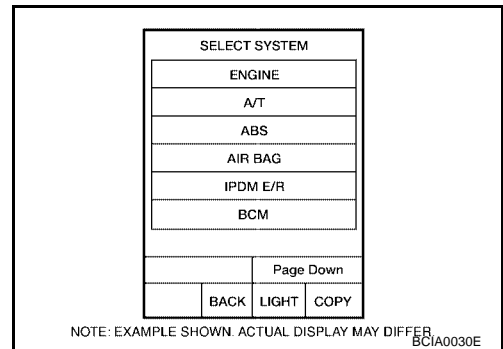 SELECT SYSTEM
ENGINE
A/T
ABS
AIR BAG
IPDM E/R
BCM
Page Down
BACK LIGHT COPY
NOTE: EXAMPLE SHOWN. ACTUAL DISPLAY MAY DIFFER.
BCIA0030E